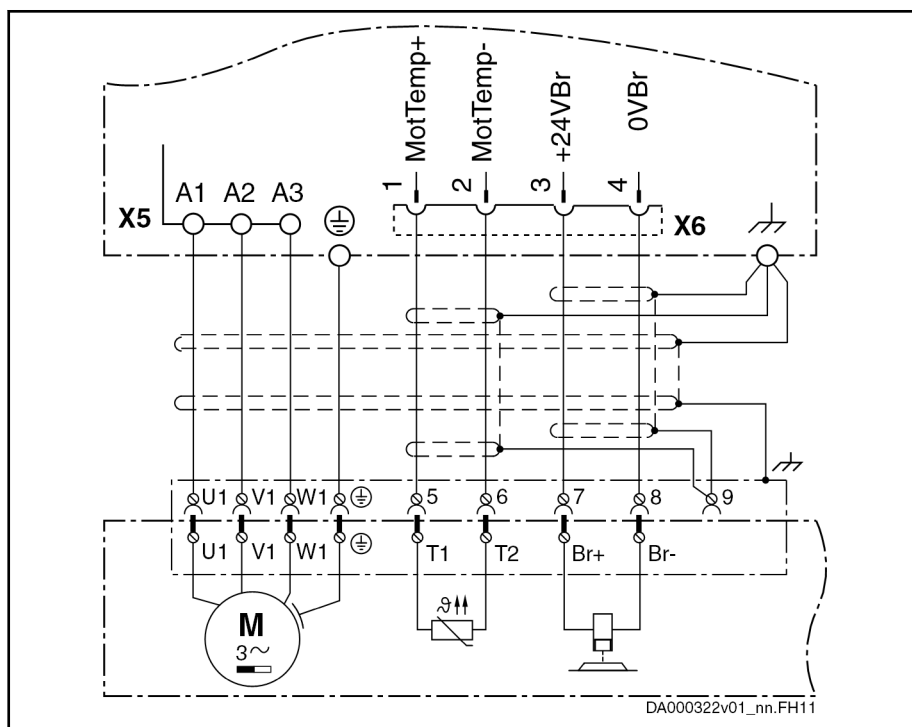 MotTemp+
MotTemp-
+24VBr
0VBr
1
2
3
4
A1 A2 A3
X5
X6
U1 V1 W1 5 6 7 8 9
U1 V1 W1 T1 T2 Br+ Br-
ϑ
M
3~
DA000322v01_nn.FH11